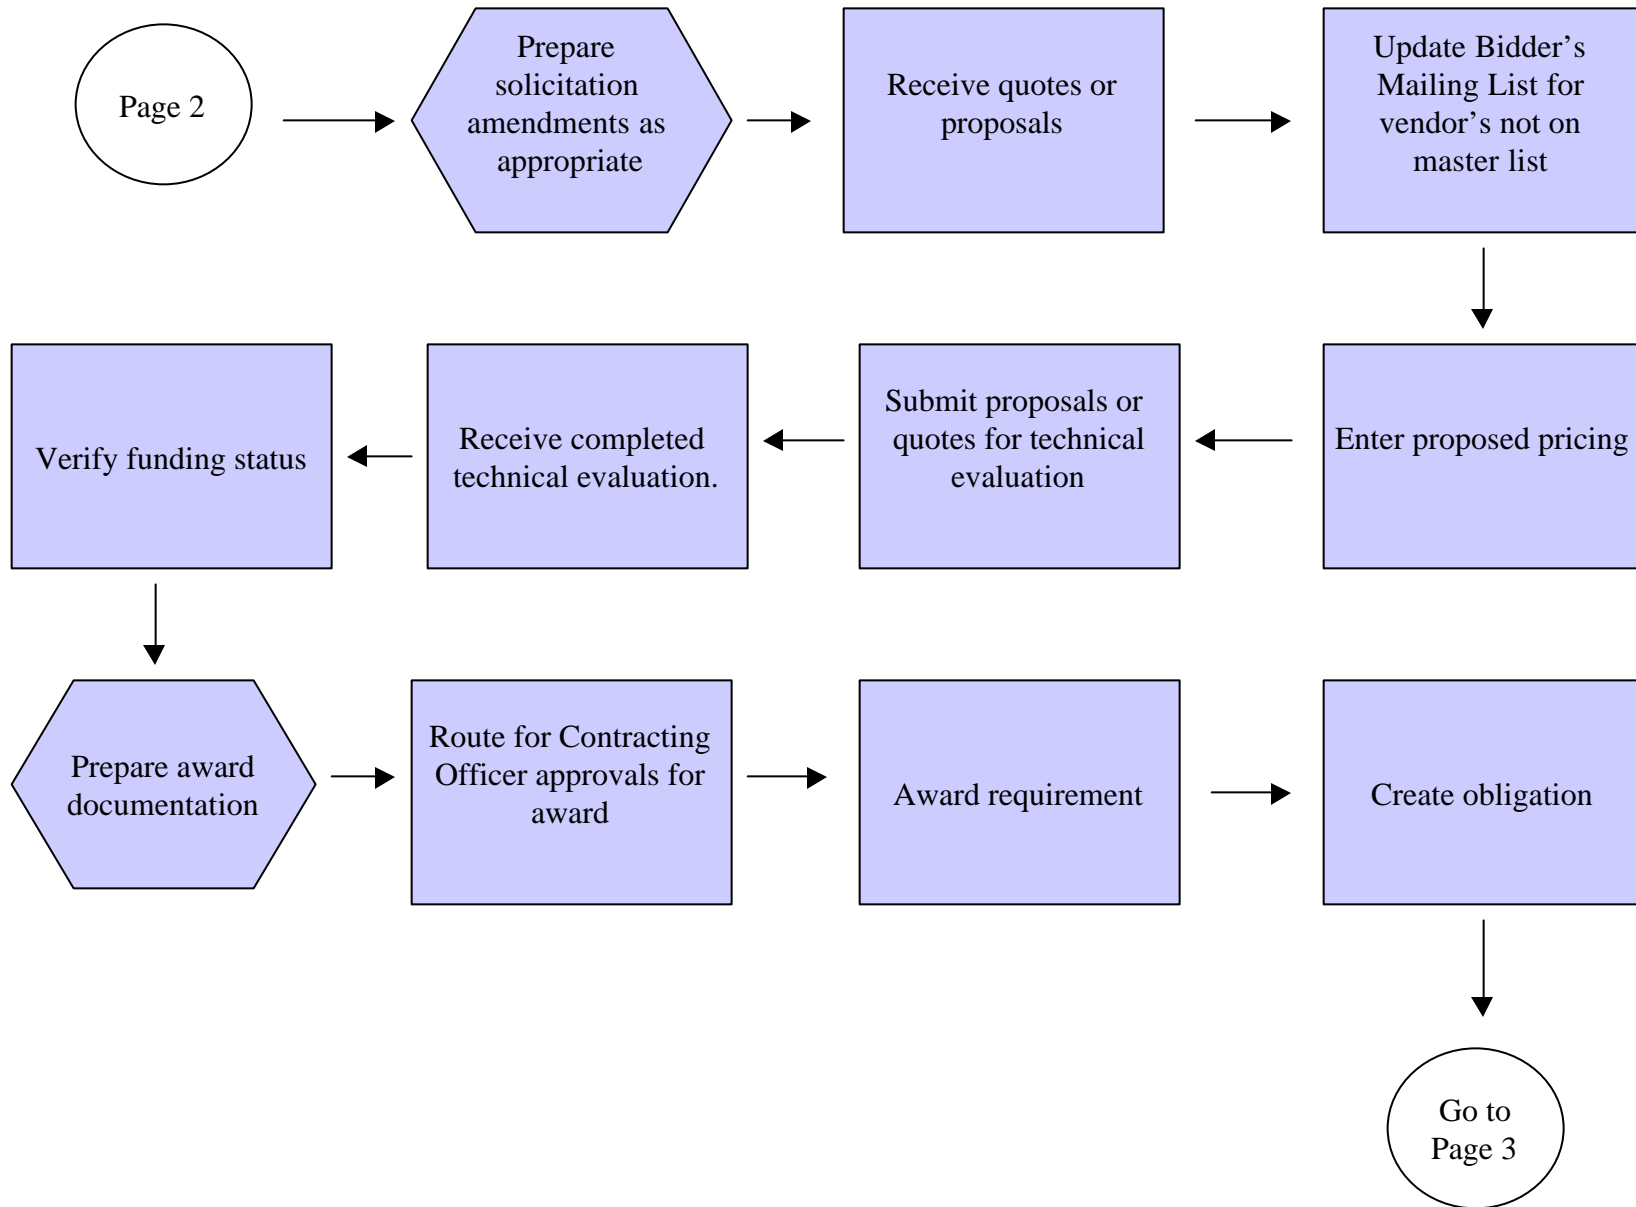 Page 2
Prepare
solicitation
amendments as
appropriate
Receive quotes or
proposals
Update Bidder’s
Mailing List for
vendor’s not on
master list
Enter proposed pricing
Submit proposals or
quotes for technical
evaluation
Receive completed
technical evaluation.
Verify funding status
Prepare award
documentation
Route for Contracting
Officer approvals for
award
Award requirement
Create obligation
Go to
Page 3